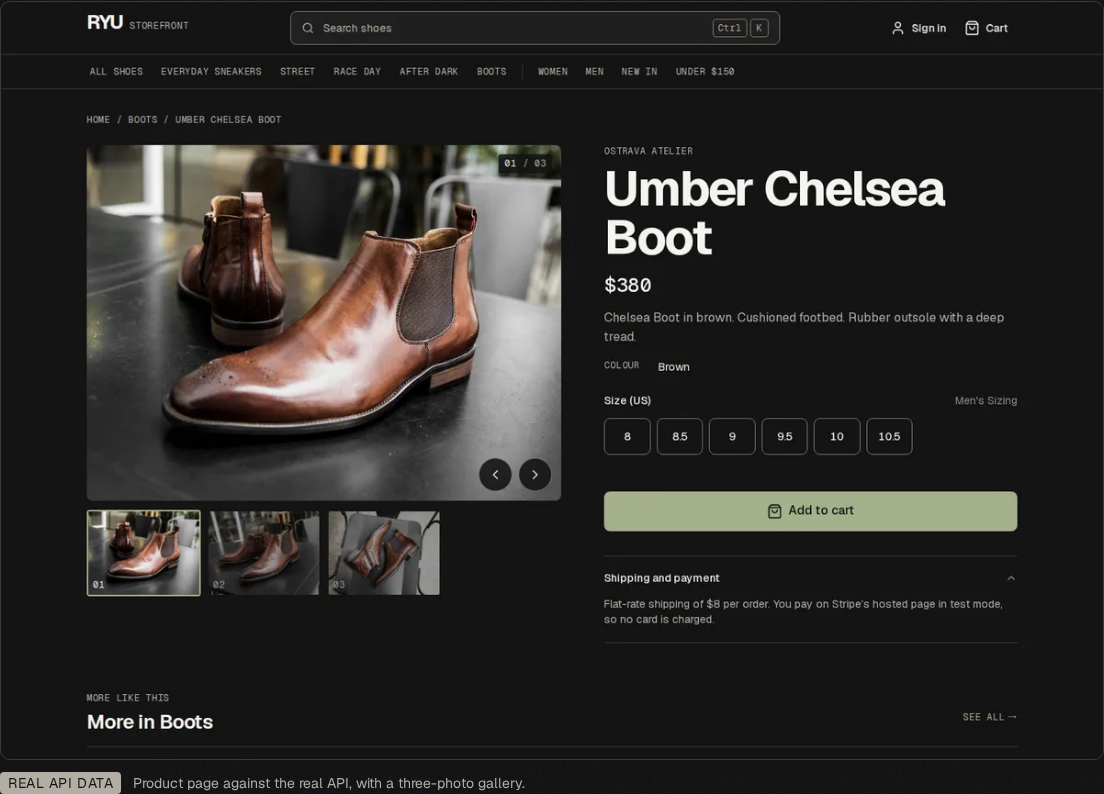 RYU STOREFRONT
Search shoes
Ctrl K
Sign in
Cart
ALL SHOES EVERYDAY SNEAKERS STREET RACE DAY AFTER DARK BOOTS WOMEN MEN NEW IN UNDER $150
HOME / BOOTS / UMBER CHELSEA BOOT
01 / 03
01
02
03
OSTRAVA ATELIER
Umber Chelsea
Boot
$380
Chelsea Boot in brown. Cushioned footbed. Rubber outsole with a deep
tread.
COLOUR Brown
Size (US) Men's Sizing
8 8.5 9 9.5 10 10.5
Add to cart
Shipping and payment
Flat-rate shipping of $8 per order. You pay on Stripe's hosted page in test mode,
so no card is charged.
MORE LIKE THIS
More in Boots
SEE ALL →
REAL API DATA Product page against the real API, with a three-photo gallery.